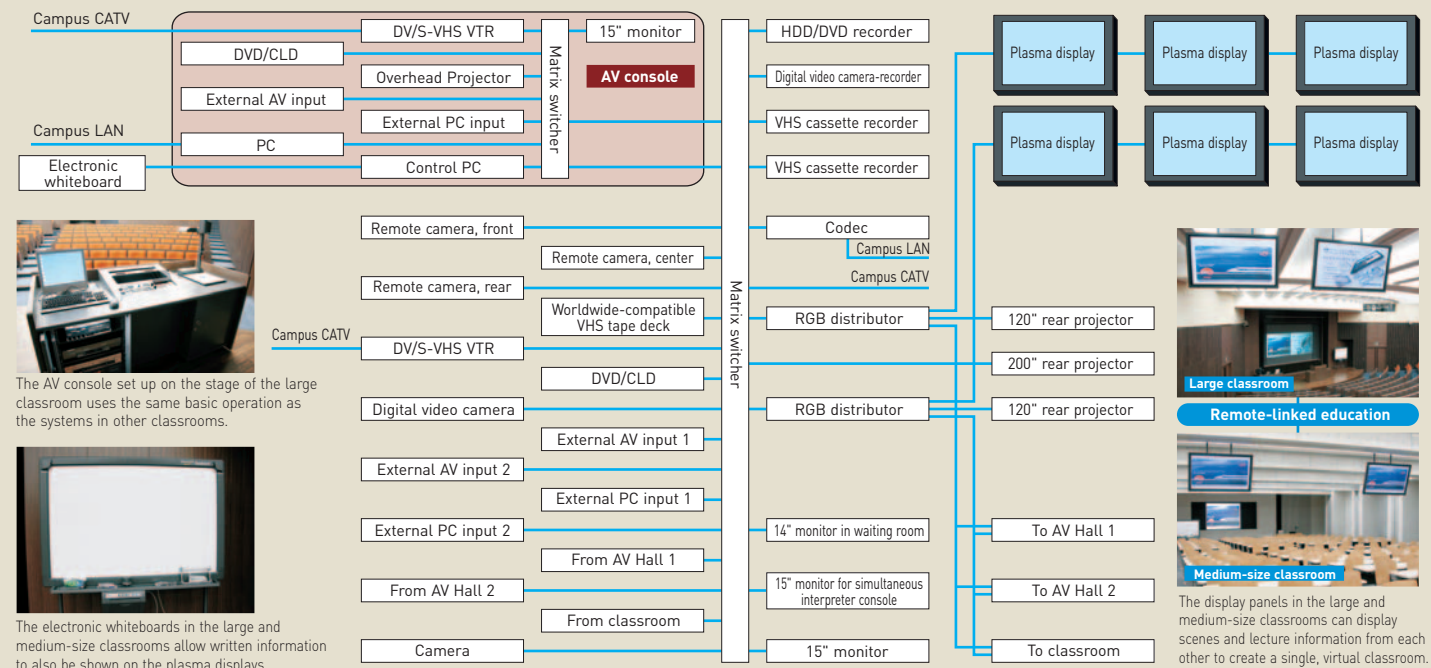 Campus CATV
DV/S-VHS VTR
15" monitor
DVD/CLD
Overhead Projector
AV console
External AV input
External PC input
Campus LAN
PC
Electronic
whiteboard
Control PC
Matrix switcher
HDD/DVD recorder
Digital video camera-recorder
VHS cassette recorder
VHS cassette recorder
Plasma display
Plasma display
Plasma display
Plasma display
Plasma display
Plasma display
Remote camera, front
Remote camera, center
Remote camera, rear
Worldwide-compatible
VHS tape deck
Campus CATV
DV/S-VHS VTR
DVD/CLD
Digital video camera
External AV input 1
External AV input 2
External PC input 1
External PC input 2
From AV Hall 1
From AV Hall 2
From classroom
Camera
Matrix switcher
Codec
Campus LAN
Campus CATV
RGB distributor
RGB distributor
14" monitor in waiting room
15" monitor for simultaneous
interpreter console
15" monitor
120" rear projector
200" rear projector
120" rear projector
To AV Hall 1
To AV Hall 2
To classroom
The AV console set up on the stage of the large
classroom uses the same basic operation as
the systems in other classrooms.
The electronic whiteboards in the large and
medium-size classrooms allow written information
to also be shown on the plasma displays
Large classroom
Remote-linked education
Medium-size classroom
The display panels in the large and
medium-size classrooms can display
scenes and lecture information from each
other to create a single, virtual classroom.